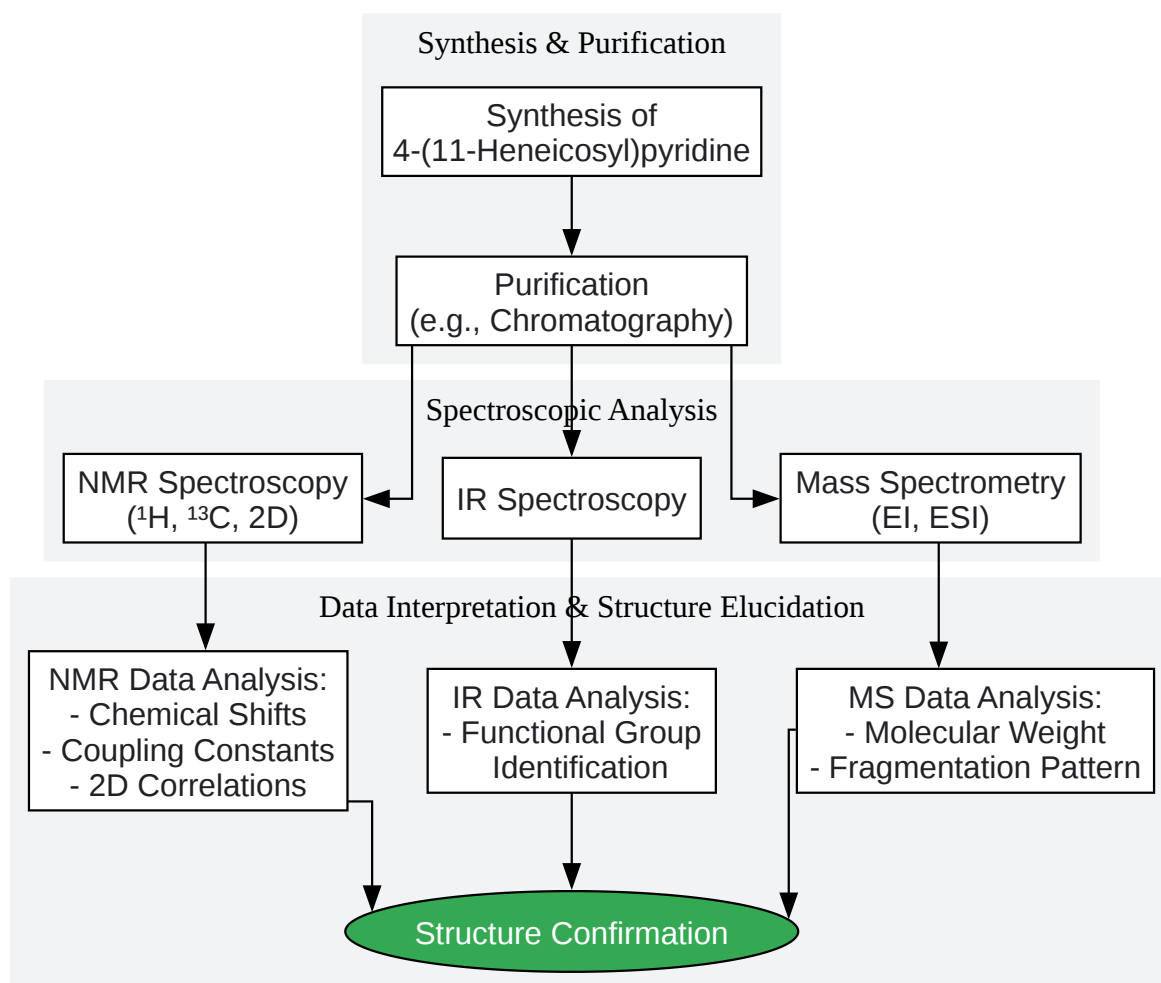 Synthesis & Purification
Synthesis of
4-(11-Heneicosyl)pyridine
Purification
(e.g., Chromatography)
Spectroscopic Analysis
NMR Spectroscopy
(¹H, ¹³C, 2D)
IR Spectroscopy
Mass Spectrometry
(EI, ESI)
Data Interpretation & Structure Elucidation
NMR Data Analysis:
- Chemical Shifts
- Coupling Constants
- 2D Correlations
IR Data Analysis:
- Functional Group
Identification
MS Data Analysis:
- Molecular Weight
- Fragmentation Pattern
Structure Confirmation